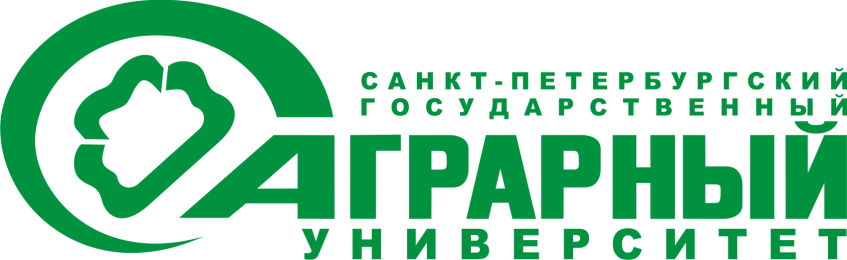 САНКТ-ПЕТЕРБУРГСКИЙ
ГОСУДАРСТВЕННЫЙ
АГРАРНЫЙ
УНИВЕРСИТЕТ